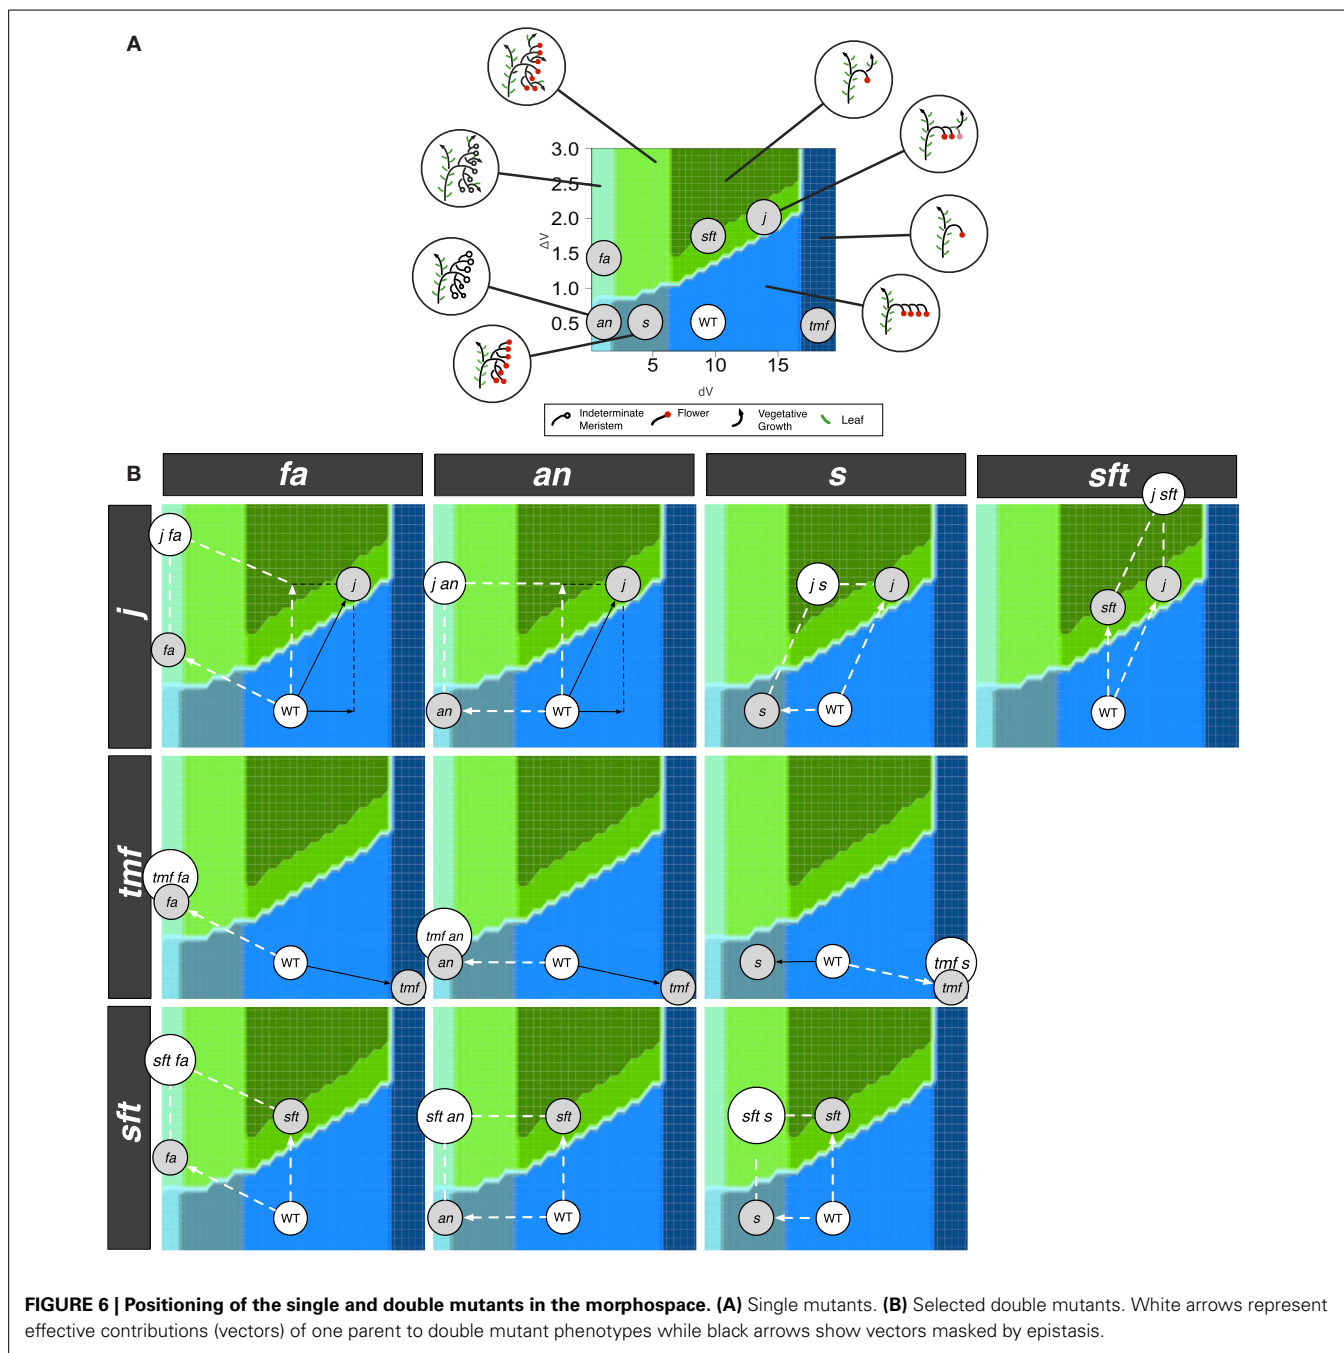 A
3.0
2.5
2.0
1.5
1.0
0.5
ΔV
fa
sft
j
an
s
WT
tmf
5
10
15
dV
Indeterminate Meristem
Flower
Vegetative Growth
Leaf
B
fa
an
s
sft
j
j fa
j
fa
WT
j an
j
an
WT
j s
j
s
WT
j sft
sft
j
WT
tmf
tmf fa
fa
WT
tmf
tmf an
an
WT
tmf
s
WT
tmf s
tmf
sft
sft fa
sft
fa
WT
sft an
sft
an
WT
sft s
sft
s
WT
FIGURE 6 | Positioning of the single and double mutants in the morphospace. (A) Single mutants. (B) Selected double mutants. White arrows represent
effective contributions (vectors) of one parent to double mutant phenotypes while black arrows show vectors masked by epistasis.